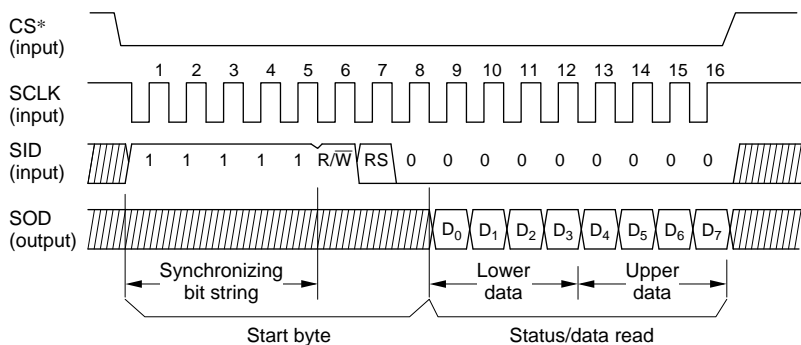 CS*
(input)
1 2 3 4 5 6 7 8 9 10 11 12 13 14 15 16
SCLK
(input)
SID
(input)
1 1 1 1 1 R/W̅ RS 0 0 0 0 0 0 0 0 0
SOD
(output)
D₀ D₁ D₂ D₃ D₄ D₅ D₆ D₇
Synchronizing
bit string
Lower
data
Upper
data
Start byte
Status/data read